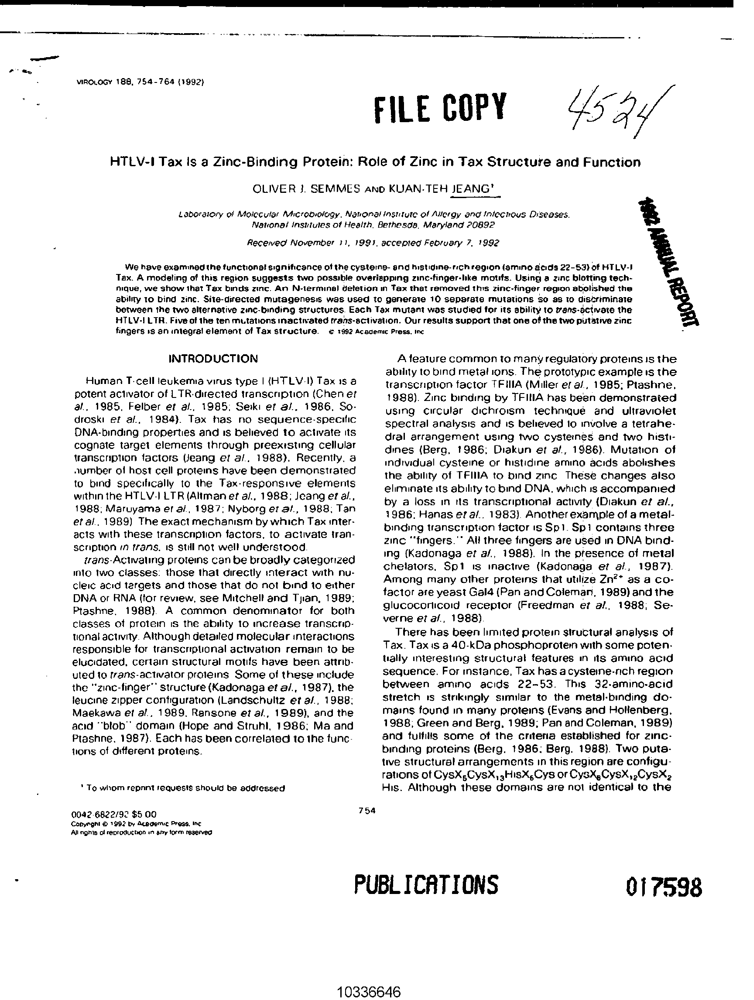 VIROLOGY 188, 754-764 (1992)
FILE COPY
4524
HTLV-I Tax Is a Zinc-Binding Protein: Role of Zinc in Tax Structure and Function
OLIVER J. SEMMES AND KUAN-TEH JEANG¹
Laboratory of Molecular Microbiology, National Institute of Allergy and Infectious Diseases,
National Institutes of Health, Bethesda, Maryland 20892
Received November 11, 1991; accepted February 7, 1992
1992 ANNUAL REPORT
We have examined the functional significance of the cysteine- and histidine-rich region (amino acids 22–53) of HTLV-I
Tax. A modeling of this region suggests two possible overlapping zinc-finger-like motifs. Using a zinc blotting tech-
nique, we show that Tax binds zinc. An N-terminal deletion in Tax that removed this zinc-finger region abolished the
ability to bind zinc. Site-directed mutagenesis was used to generate 10 separate mutations so as to discriminate
between the two alternative zinc-binding structures. Each Tax mutant was studied for its ability to trans-activate the
HTLV-I LTR. Five of the ten mutations inactivated trans-activation. Our results support that one of the two putative zinc
fingers is an integral element of Tax structure. © 1992 Academic Press, Inc
INTRODUCTION
Human T-cell leukemia virus type I (HTLV-I) Tax is a
potent activator of LTR-directed transcription (Chen et
al., 1985; Felber et al., 1985; Seiki et al., 1986; So-
droski et al., 1984). Tax has no sequence-specific
DNA-binding properties and is believed to activate its
cognate target elements through preexisting cellular
transcription factors (Jeang et al., 1988). Recently, a
number of host cell proteins have been demonstrated
to bind specifically to the Tax-responsive elements
within the HTLV-I LTR (Altman et al., 1988; Jeang et al.,
1988; Maruyama et al., 1987; Nyborg et al., 1988; Tan
et al., 1989). The exact mechanism by which Tax inter-
acts with these transcription factors, to activate tran-
scription in trans, is still not well understood.
trans-Activating proteins can be broadly categorized
into two classes: those that directly interact with nu-
cleic acid targets and those that do not bind to either
DNA or RNA (for review, see Mitchell and Tjian, 1989;
Ptashne, 1988). A common denominator for both
classes of protein is the ability to increase transcrip-
tional activity. Although detailed molecular interactions
responsible for transcriptional activation remain to be
elucidated, certain structural motifs have been attrib-
uted to trans-activator proteins. Some of these include
the "zinc-finger" structure (Kadonaga et al., 1987), the
leucine zipper configuration (Landschultz et al., 1988;
Maekawa et al., 1989, Ransone et al., 1989), and the
acid "blob" domain (Hope and Struhl, 1986; Ma and
Ptashne, 1987). Each has been correlated to the func-
tions of different proteins.
¹ To whom reprint requests should be addressed
A feature common to many regulatory proteins is the
ability to bind metal ions. The prototypic example is the
transcription factor TFIIIA (Miller et al., 1985; Ptashne,
1988). Zinc binding by TFIIIA has been demonstrated
using circular dichroism technique and ultraviolet
spectral analysis and is believed to involve a tetrahe-
dral arrangement using two cysteines and two histi-
dines (Berg, 1986; Diakun et al., 1986). Mutation of
individual cysteine or histidine amino acids abolishes
the ability of TFIIIA to bind zinc. These changes also
eliminate its ability to bind DNA, which is accompanied
by a loss in its transcriptional activity (Diakun et al.,
1986; Hanas et al., 1983). Another example of a metal-
binding transcription factor is Sp1. Sp1 contains three
zinc "fingers." All three fingers are used in DNA bind-
ing (Kadonaga et al., 1988). In the presence of metal
chelators, Sp1 is inactive (Kadonaga et al., 1987).
Among many other proteins that utilize Zn²⁺ as a co-
factor are yeast Gal4 (Pan and Coleman, 1989) and the
glucocorticoid receptor (Freedman et al., 1988; Se-
verne et al., 1988).
There has been limited protein structural analysis of
Tax. Tax is a 40-kDa phosphoprotein with some poten-
tially interesting structural features in its amino acid
sequence. For instance, Tax has a cysteine-rich region
between amino acids 22–53. This 32-amino-acid
stretch is strikingly similar to the metal-binding do-
mains found in many proteins (Evans and Hollenberg,
1988; Green and Berg, 1989; Pan and Coleman, 1989)
and fulfills some of the criteria established for zinc-
binding proteins (Berg, 1986; Berg, 1988). Two puta-
tive structural arrangements in this region are configu-
rations of CysX₅CysX₁₃HisX₅Cys or CysX₈CysX₁₂CysX₂
His. Although these domains are not identical to the
0042-6822/92 $5.00
Copyright © 1992 by Academic Press, Inc
All rights of reproduction in any form reserved
754
PUBLICATIONS
017598
10336646